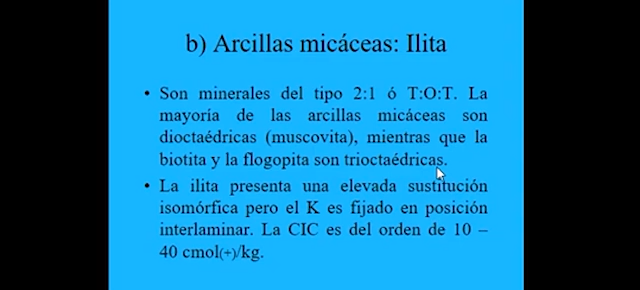 b) Arcillas micáceas: Ilita
• Son minerales del tipo 2:1 ó T:O:T. La
mayoría de las arcillas micáceas son
dioctaédricas (muscovita), mientras que la
biotita y la flogopita son trioctaédricas.
• La ilita presenta una elevada sustitución
isomórfica pero el K es fijado en posición
interlaminar. La CIC es del orden de 10 –
40 cmol(+)/kg.